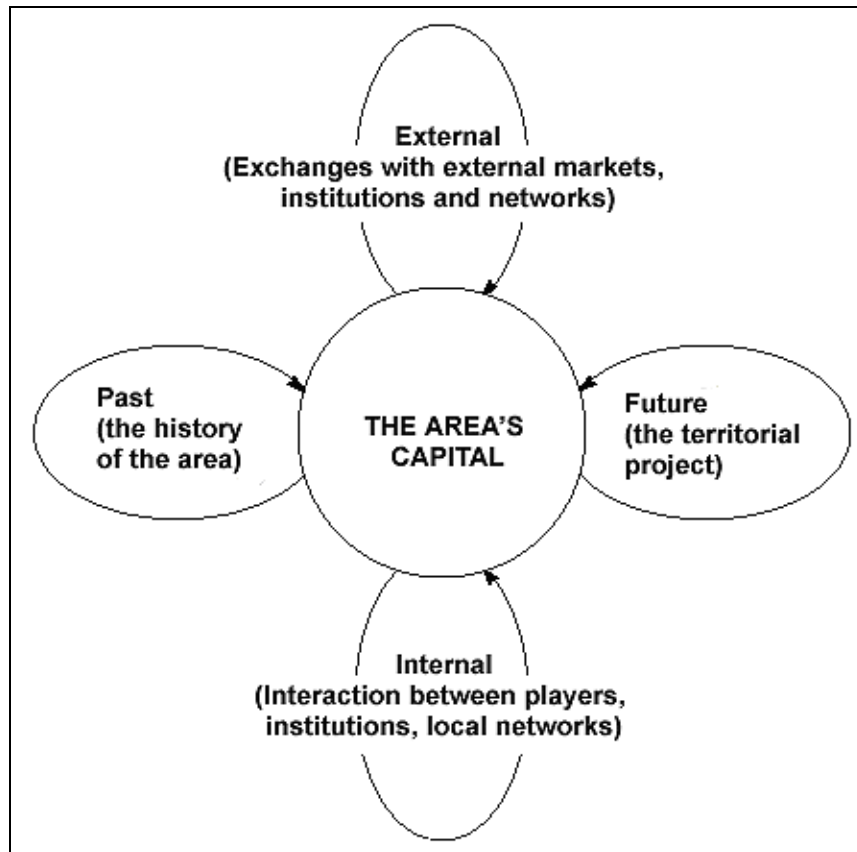 External
(Exchanges with external markets,
institutions and networks)
Past
(the history
of the area)
THE AREA'S
CAPITAL
Future
(the territorial
project)
Internal
(Interaction between players,
institutions, local networks)